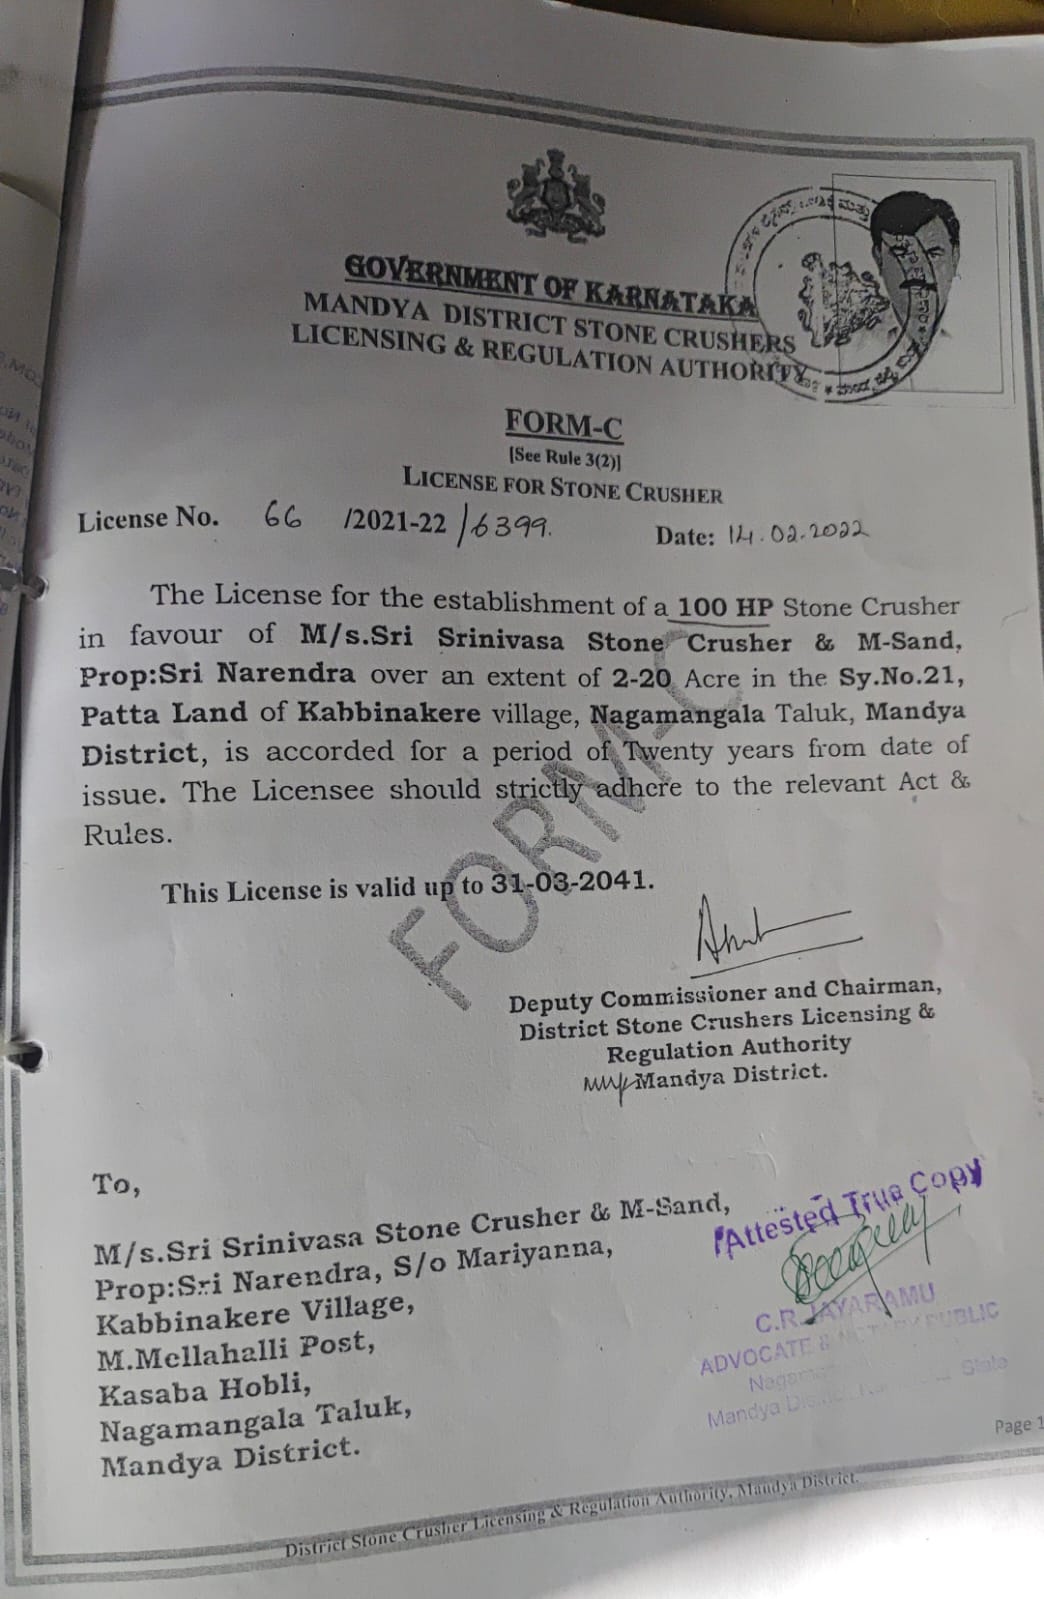 GOVERNMENT OF KARNATAKA
MANDYA DISTRICT STONE CRUSHERS
LICENSING & REGULATION AUTHORITY
FORM-C
[See Rule 3(2)]
LICENSE FOR STONE CRUSHER
License No. 66 /2021-22/6399.
Date: 14.02.2022
The License for the establishment of a 100 HP Stone Crusher
in favour of M/s.Sri Srinivasa Stone Crusher & M-Sand,
Prop:Sri Narendra over an extent of 2-20 Acre in the Sy.No.21,
Patta Land of Kabbinakere village, Nagamangala Taluk, Mandya
District, is accorded for a period of Twenty years from date of
issue. The Licensee should strictly adhere to the relevant Act &
Rules.
This License is valid up to 31-03-2041.
FORM-C
Deputy Commissioner and Chairman,
District Stone Crushers Licensing &
Regulation Authority
Mandya District.
To,
M/s.Sri Srinivasa Stone Crusher & M-Sand,
Prop:Sri Narendra, S/o Mariyanna,
Kabbinakere Village,
M.Mellahalli Post,
Kasaba Hobli,
Nagamangala Taluk,
Mandya District.
Attested True Copy
C.R.JAYARAMU
ADVOCATE & NOTARY PUBLIC
State
Mandya
Page 1
District Stone Crusher Licensing & Regulation Authority, Mandya District.